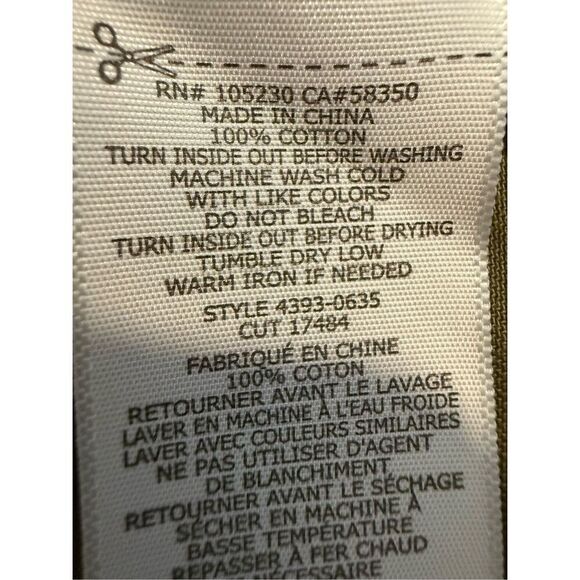 RN# 105230 CA#58350
MADE IN CHINA
100% COTTON
TURN INSIDE OUT BEFORE WASHING
MACHINE WASH COLD
WITH LIKE COLORS
DO NOT BLEACH
TURN INSIDE OUT BEFORE DRYING
TUMBLE DRY LOW
WARM IRON IF NEEDED
STYLE 4393-0635
CUT 17484
FABRIQUÉ EN CHINE
100% COTON
RETOURNER AVANT LE LAVAGE
LAVER EN MACHINE À L'EAU FROIDE
LAVER AVEC COULEURS SIMILAIRES
NE PAS UTILISER D'AGENT
DE BLANCHIMENT
RETOURNER AVANT LE SÉCHAGE
SÉCHER EN MACHINE À
BASSE TEMPÉRATURE
REPASSER À FER CHAUD
NÉCESSAIRE